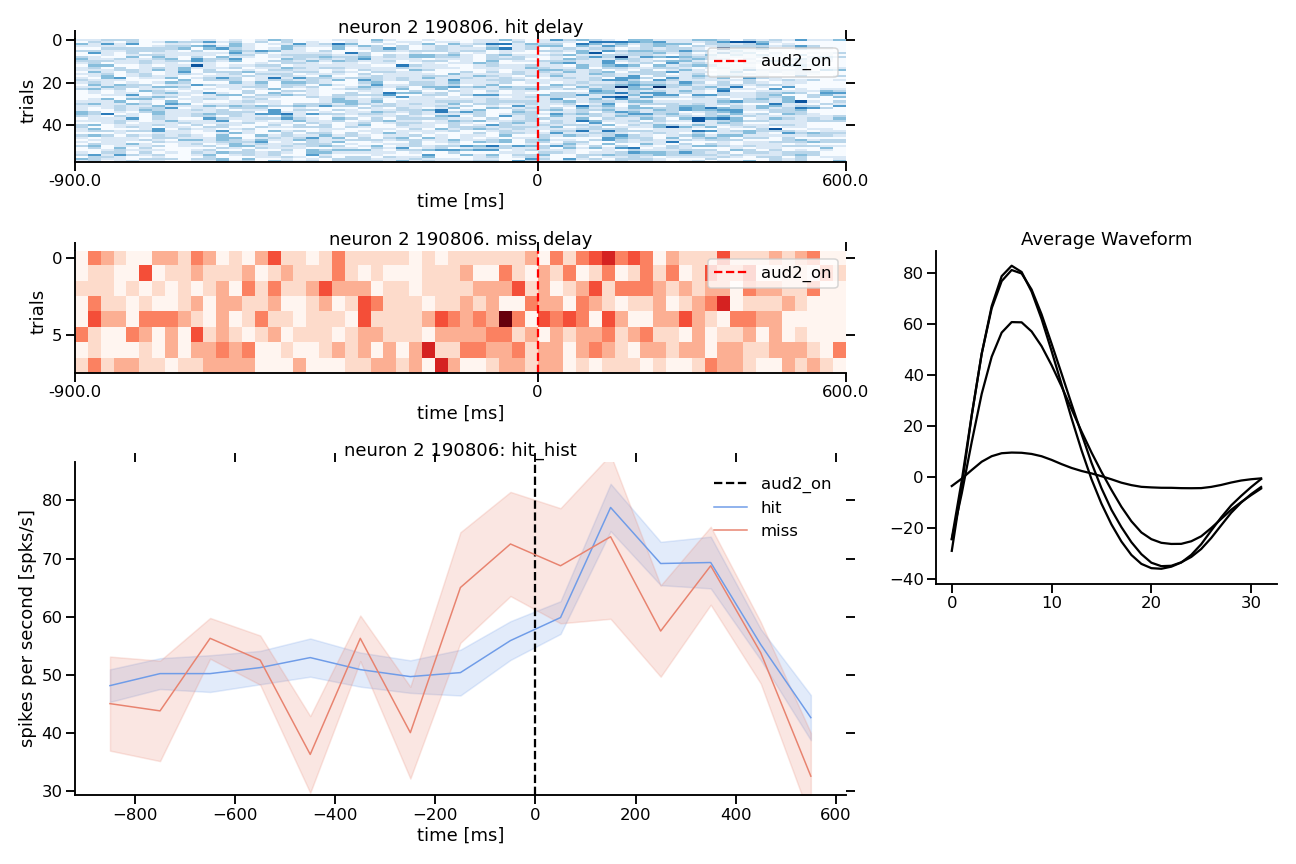 neuron 2 190806. hit delay
0
20
40
trials
aud2_on
-900.0
0
600.0
time [ms]
neuron 2 190806. miss delay
0
5
trials
aud2_on
-900.0
0
600.0
time [ms]
neuron 2 190806: hit_hist
80
70
60
50
40
30
spikes per second [spks/s]
aud2_on
hit
miss
−800
−600
−400
−200
0
200
400
600
time [ms]
Average Waveform
80
60
40
20
0
−20
−40
0
10
20
30